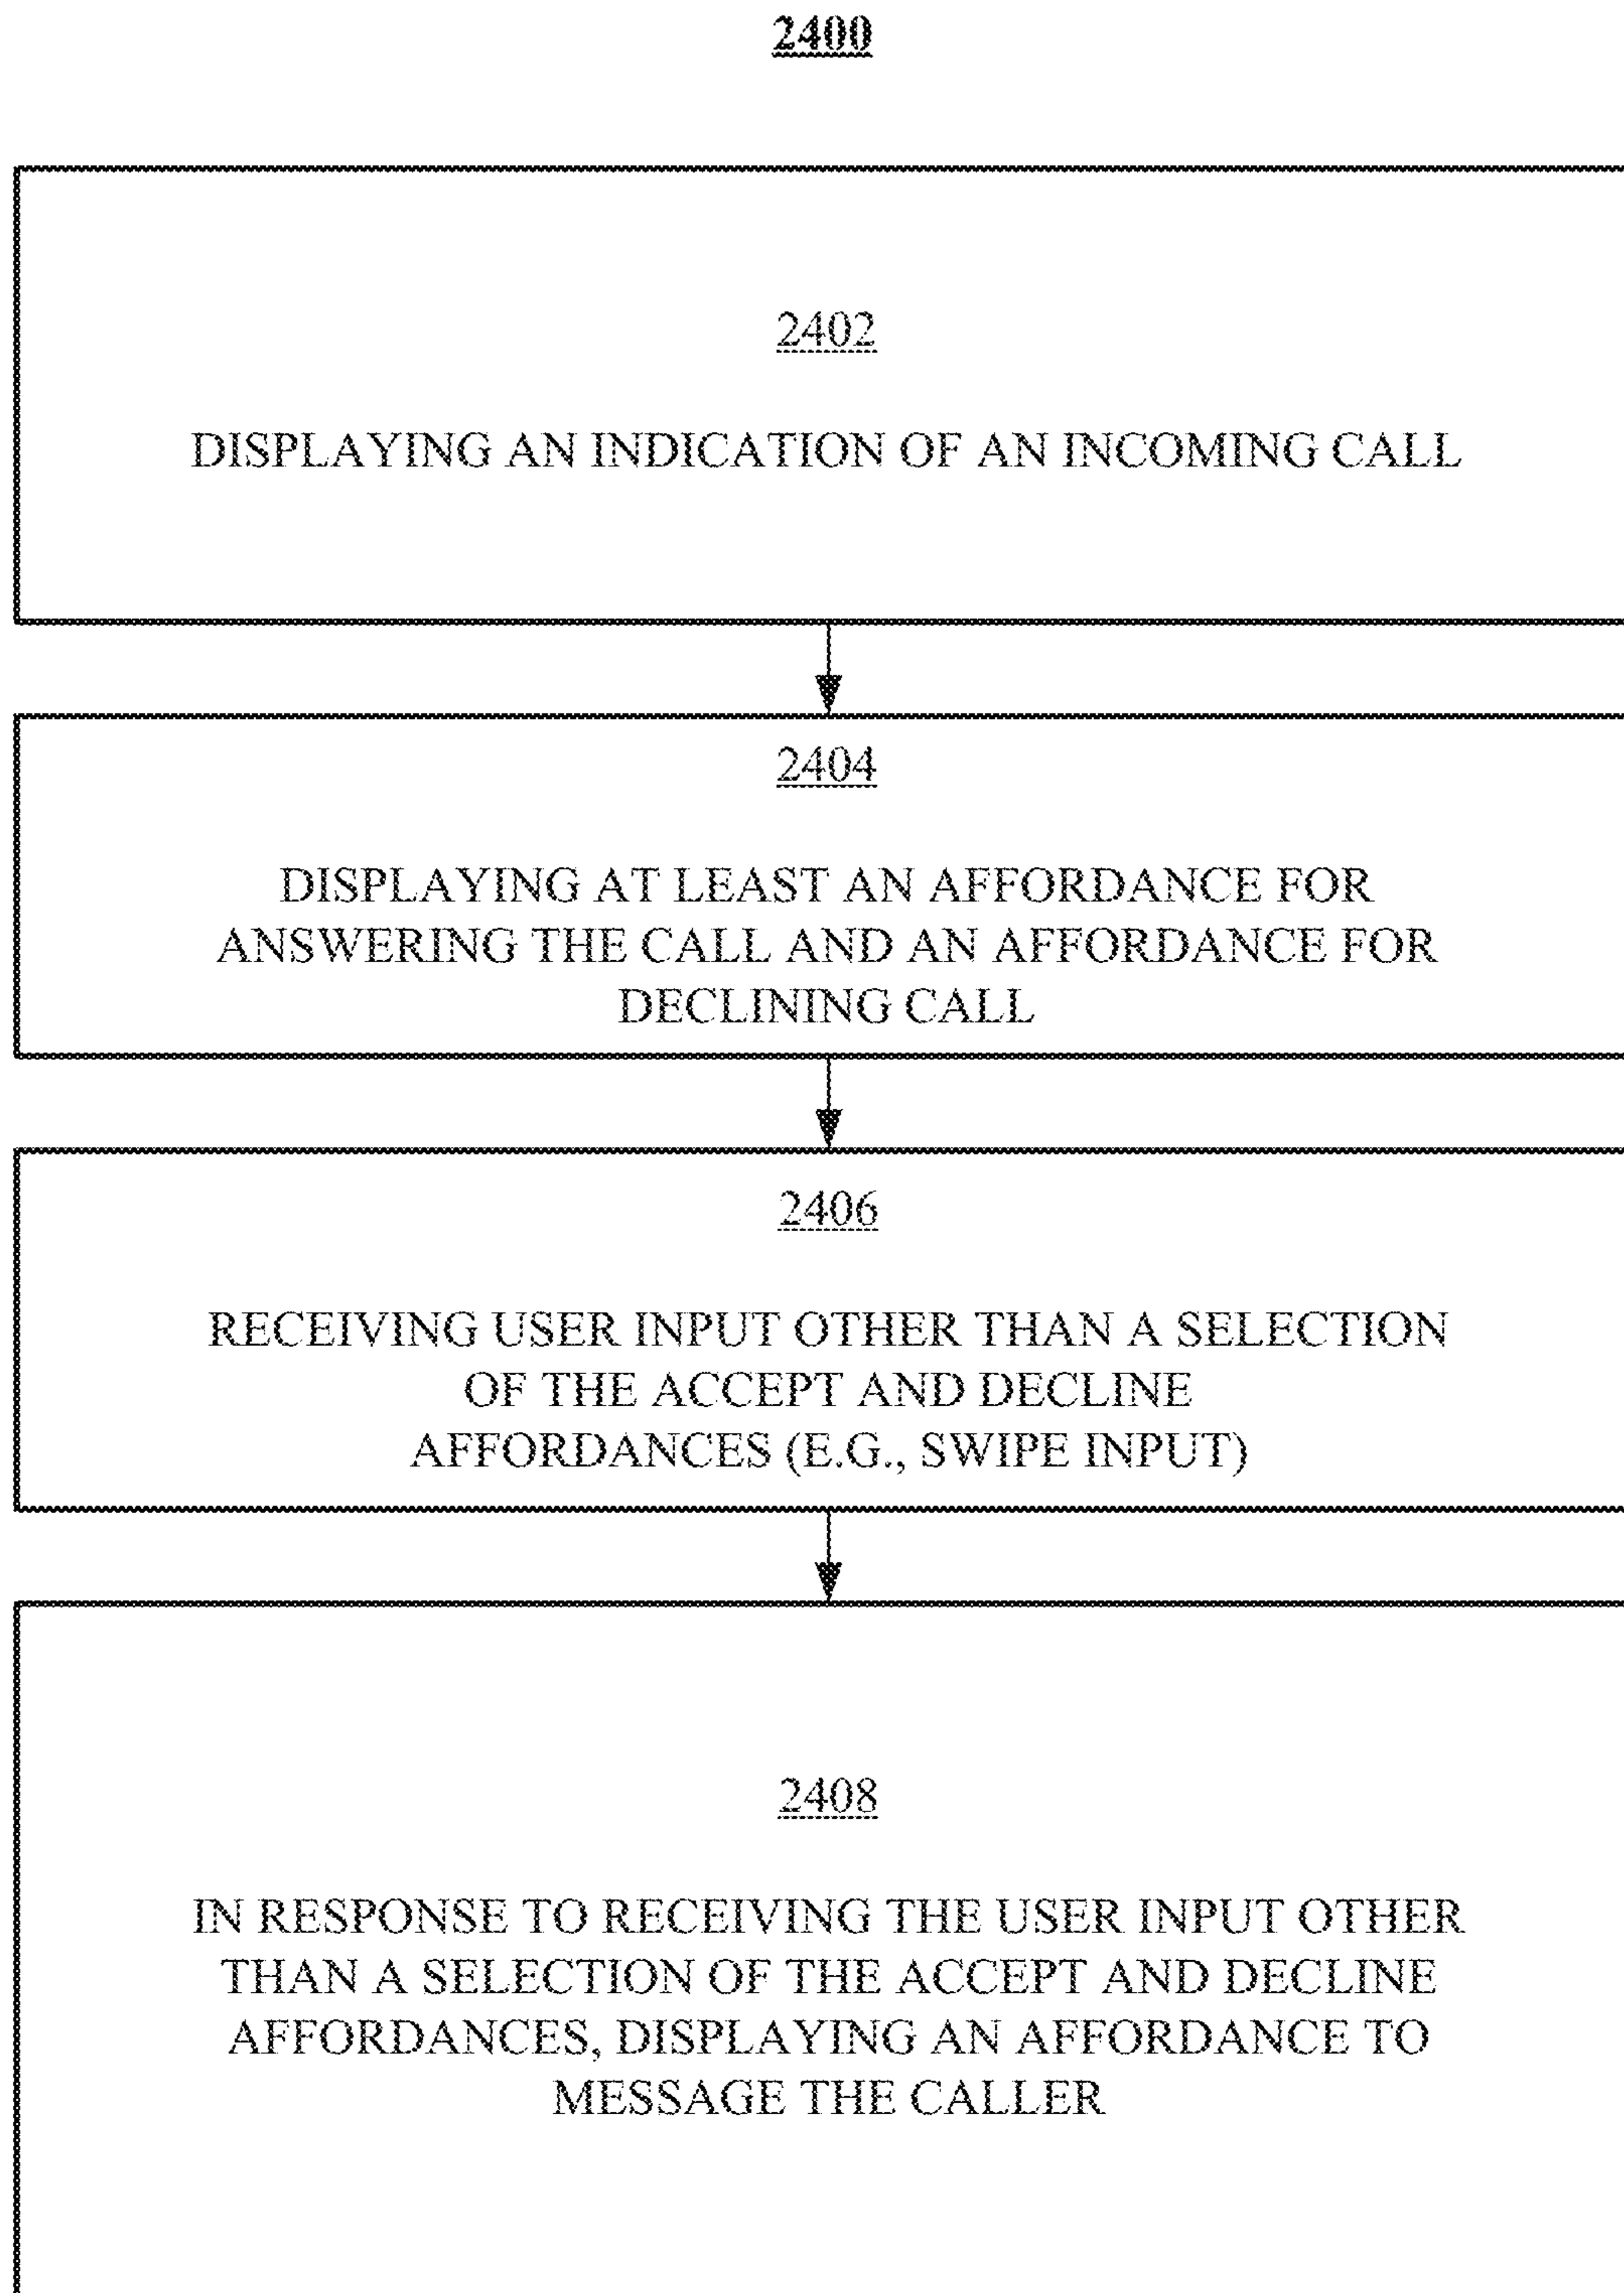 2400
2402
DISPLAYING AN INDICATION OF AN INCOMING CALL
2404
DISPLAYING AT LEAST AN AFFORDANCE FOR
ANSWERING THE CALL AND AN AFFORDANCE FOR
DECLINING CALL
2406
RECEIVING USER INPUT OTHER THAN A SELECTION
OF THE ACCEPT AND DECLINE
AFFORDANCES (E.G., SWIPE INPUT)
2408
IN RESPONSE TO RECEIVING THE USER INPUT OTHER
THAN A SELECTION OF THE ACCEPT AND DECLINE
AFFORDANCES, DISPLAYING AN AFFORDANCE TO
MESSAGE THE CALLER